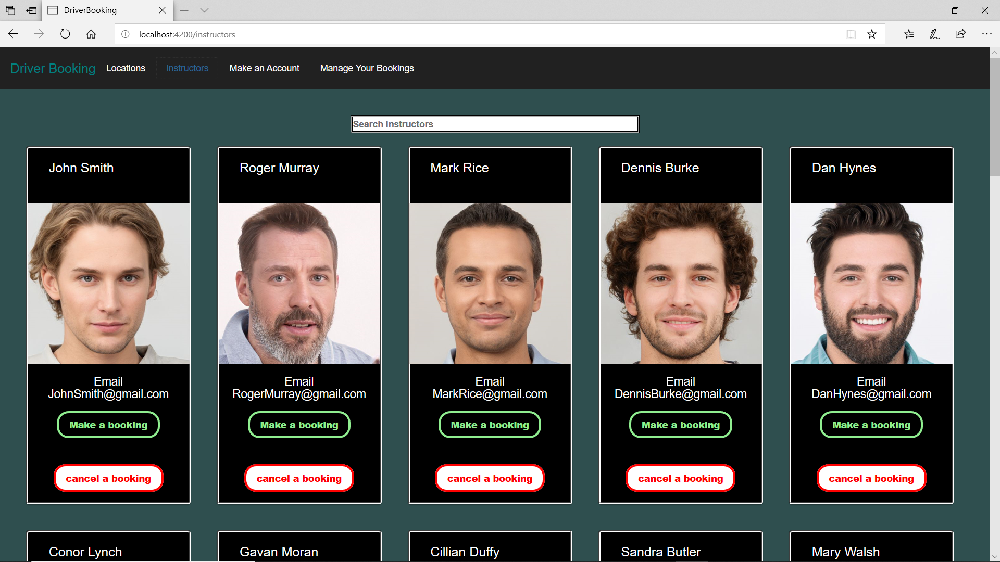 DriverBooking
localhost:4200/instructors
Driver Booking Locations Instructors Make an Account Manage Your Bookings
Search Instructors
John Smith
Email
JohnSmith@gmail.com
Make a booking
cancel a booking
Roger Murray
Email
RogerMurray@gmail.com
Make a booking
cancel a booking
Mark Rice
Email
MarkRice@gmail.com
Make a booking
cancel a booking
Dennis Burke
Email
DennisBurke@gmail.com
Make a booking
cancel a booking
Dan Hynes
Email
DanHynes@gmail.com
Make a booking
cancel a booking
Conor Lynch
Gavan Moran
Cillian Duffy
Sandra Butler
Mary Walsh